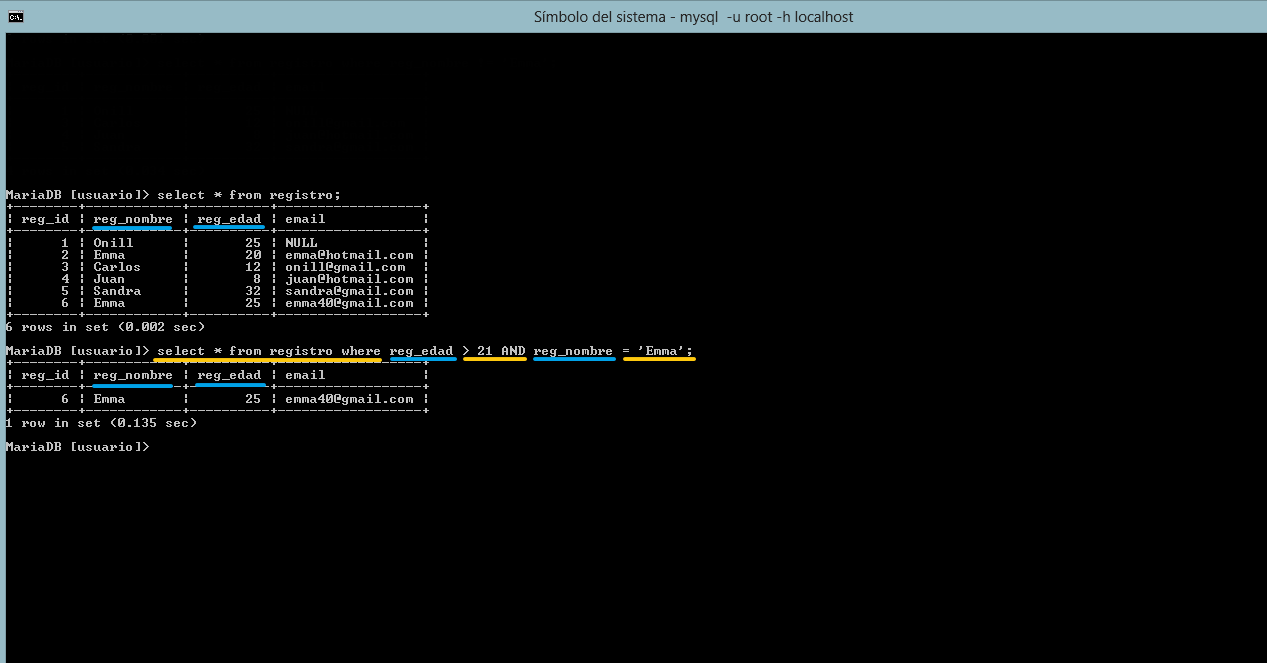 Símbolo del sistema - mysql -u root -h localhost
MariaDB [usuario]> select * from registro;
+--------+------------+----------+------------------+
| reg_id | reg_nombre | reg_edad | email            |
+--------+------------+----------+------------------+
|      1 | Onill      |       25 | NULL             |
|      2 | Emma       |       20 | emma@hotmail.com |
|      3 | Carlos     |       12 | onill@gmail.com  |
|      4 | Juan       |        8 | juan@hotmail.com |
|      5 | Sandra     |       32 | sandra@gmail.com |
|      6 | Emma       |       25 | emma40@gmail.com |
+--------+------------+----------+------------------+
6 rows in set (0.002 sec)
MariaDB [usuario]> select * from registro where reg_edad > 21 AND reg_nombre = 'Emma';
+--------+------------+----------+------------------+
| reg_id | reg_nombre | reg_edad | email            |
+--------+------------+----------+------------------+
|      6 | Emma       |       25 | emma40@gmail.com |
+--------+------------+----------+------------------+
1 row in set (0.135 sec)
MariaDB [usuario]>